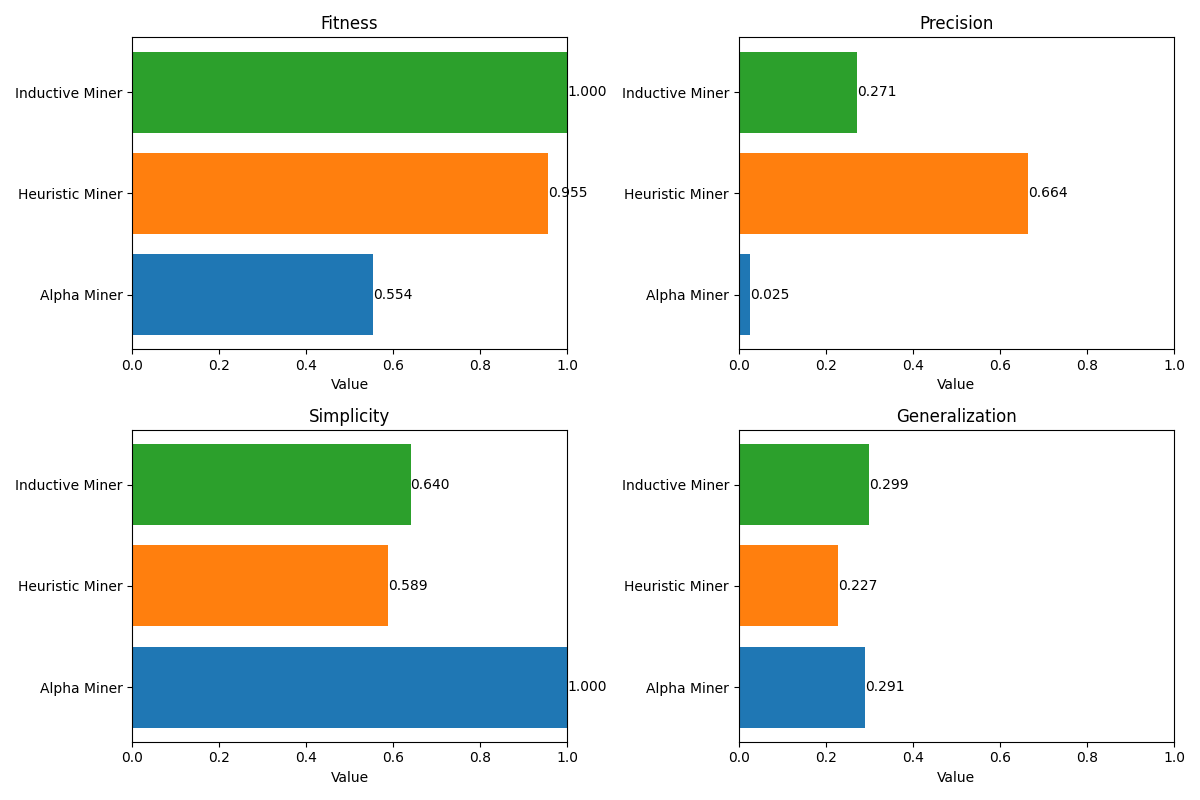 Fitness
Inductive Miner
1.000
Heuristic Miner
0.955
Alpha Miner
0.554
0.0 0.2 0.4 0.6 0.8 1.0
Value
Precision
Inductive Miner
0.271
Heuristic Miner
0.664
Alpha Miner
0.025
0.0 0.2 0.4 0.6 0.8 1.0
Value
Simplicity
Inductive Miner
0.640
Heuristic Miner
0.589
Alpha Miner
1.000
0.0 0.2 0.4 0.6 0.8 1.0
Value
Generalization
Inductive Miner
0.299
Heuristic Miner
0.227
Alpha Miner
0.291
0.0 0.2 0.4 0.6 0.8 1.0
Value